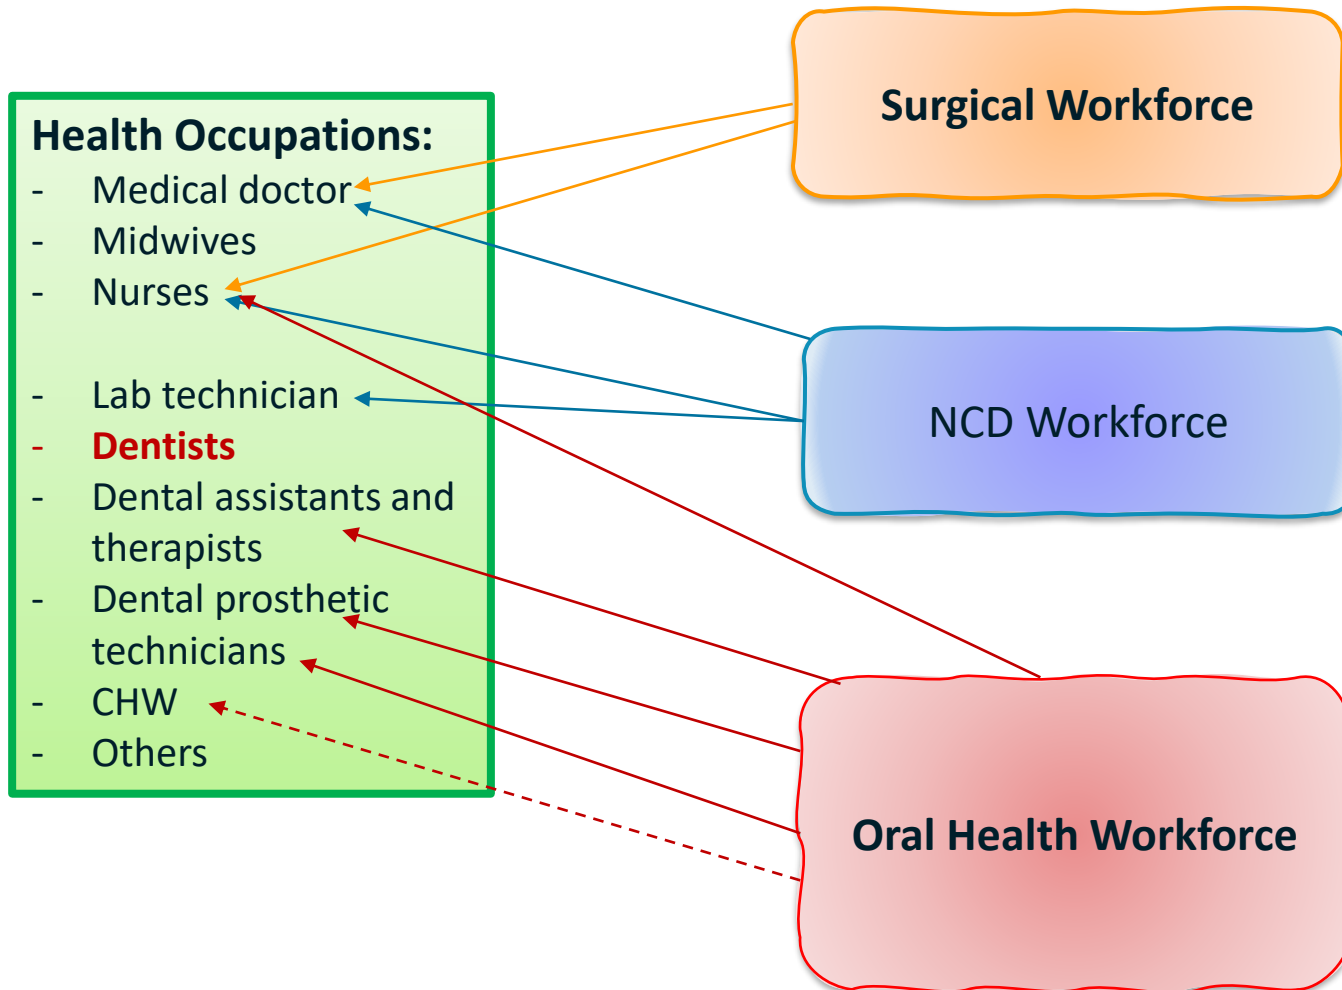 Health Occupations:
- Medical doctor
- Midwives
- Nurses
- Lab technician
- Dentists
- Dental assistants and
therapists
- Dental prosthetic
technicians
- CHW
- Others
Surgical Workforce
NCD Workforce
Oral Health Workforce